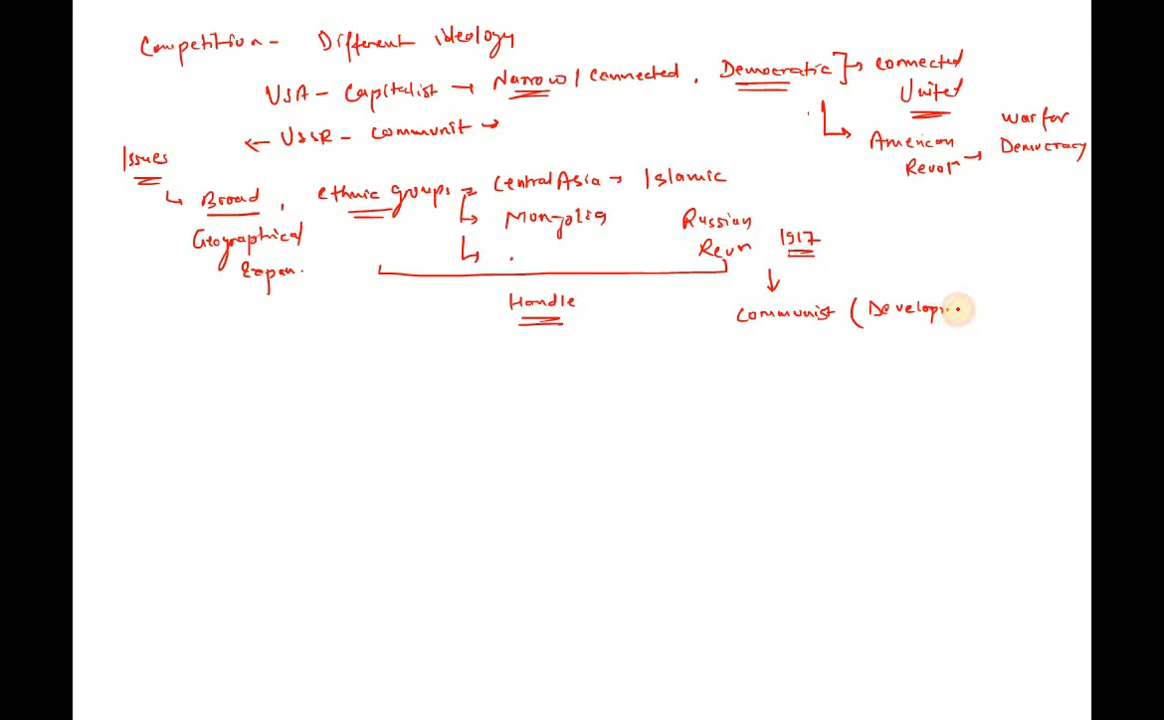 Competition - Different ideology
USA - Capitalist → Narrow / Connected, Democratic → Connected
United
← USSR - Communit →
American → War for
Revon Democracy
Issues
Broad, ethnic groups Central Asia → Islamic
Geographical Mongolia Russian
Expan. Revn 1917
Handle
Communist (Develop